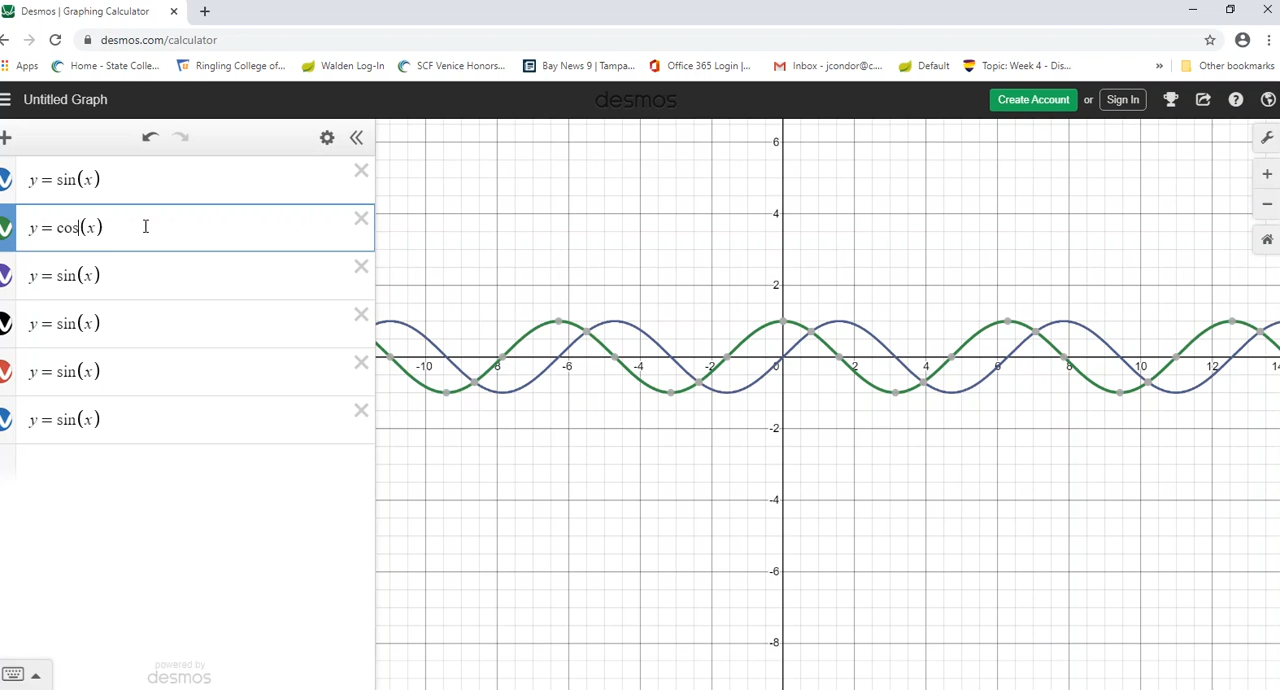 Desmos | Graphing Calculator
desmos.com/calculator
Apps Home - State Colle... Ringling College of... Walden Log-In SCF Venice Honors... Bay News 9 | Tampa... Office 365 Login |... Inbox - jcondor@c... Default Topic: Week 4 - Dis... » Other bookmarks
Untitled Graph desmos Create Account or Sign In
y = sin(x)
y = cos(x)
y = sin(x)
y = sin(x)
y = sin(x)
y = sin(x)
6
4
2
-10 -8 -6 -4 -2 0 2 4 6 8 10 12 14
-2
-4
-6
-8
powered by
desmos